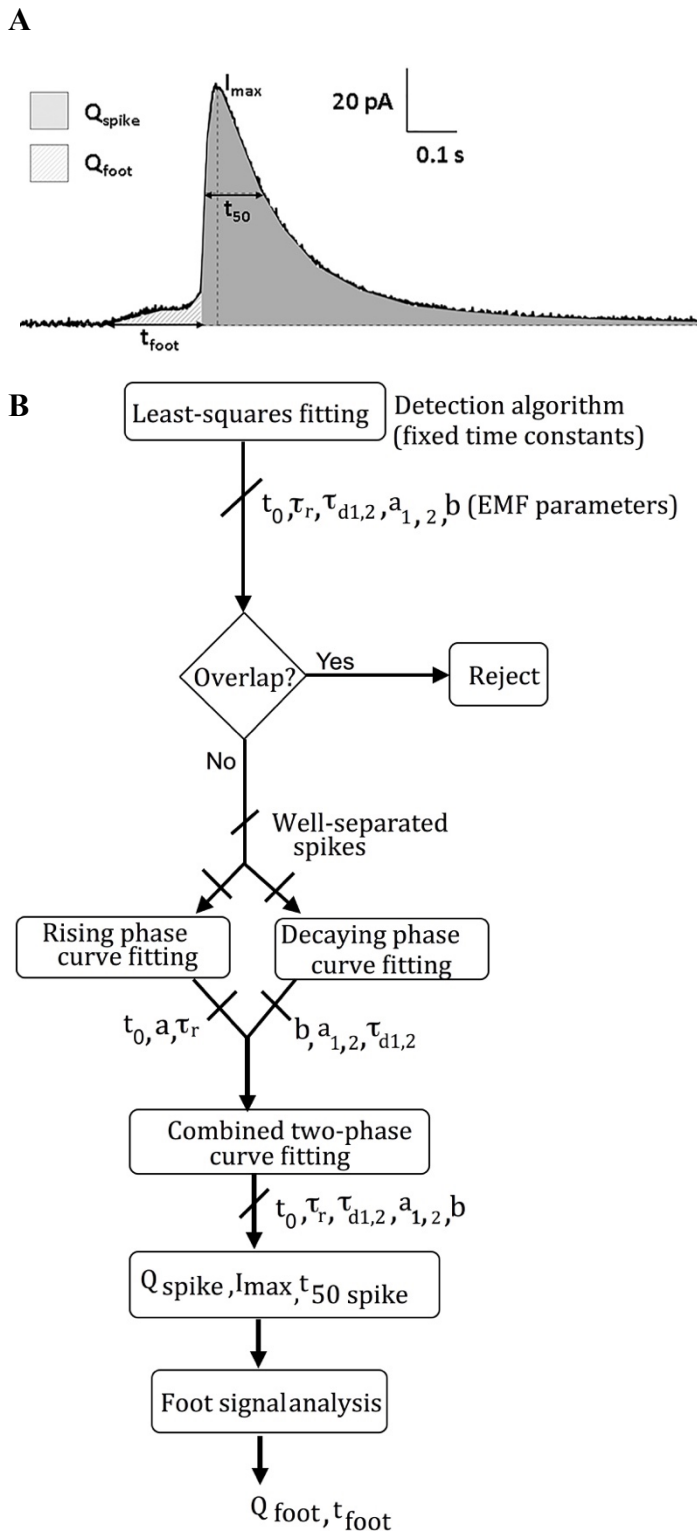 A
I_max
Q_spike
Q_foot
20 pA
0.1 s
t_50
t_foot
B
Least-squares fitting
Detection algorithm
(fixed time constants)
t_0,τ_r,τ_d1,2,a_1, 2,b (EMF parameters)
Overlap?
Yes
Reject
No
Well-separated
spikes
Rising phase
curve fitting
Decaying phase
curve fitting
t_0,a,τ_r
b,a_1,2,τ_d1,2
Combined two-phase
curve fitting
t_0,τ_r,τ_d1,2,a_1, 2,b
Q_spike,Imax,t_50 spike
Foot signalanalysis
Q_foot,t_foot